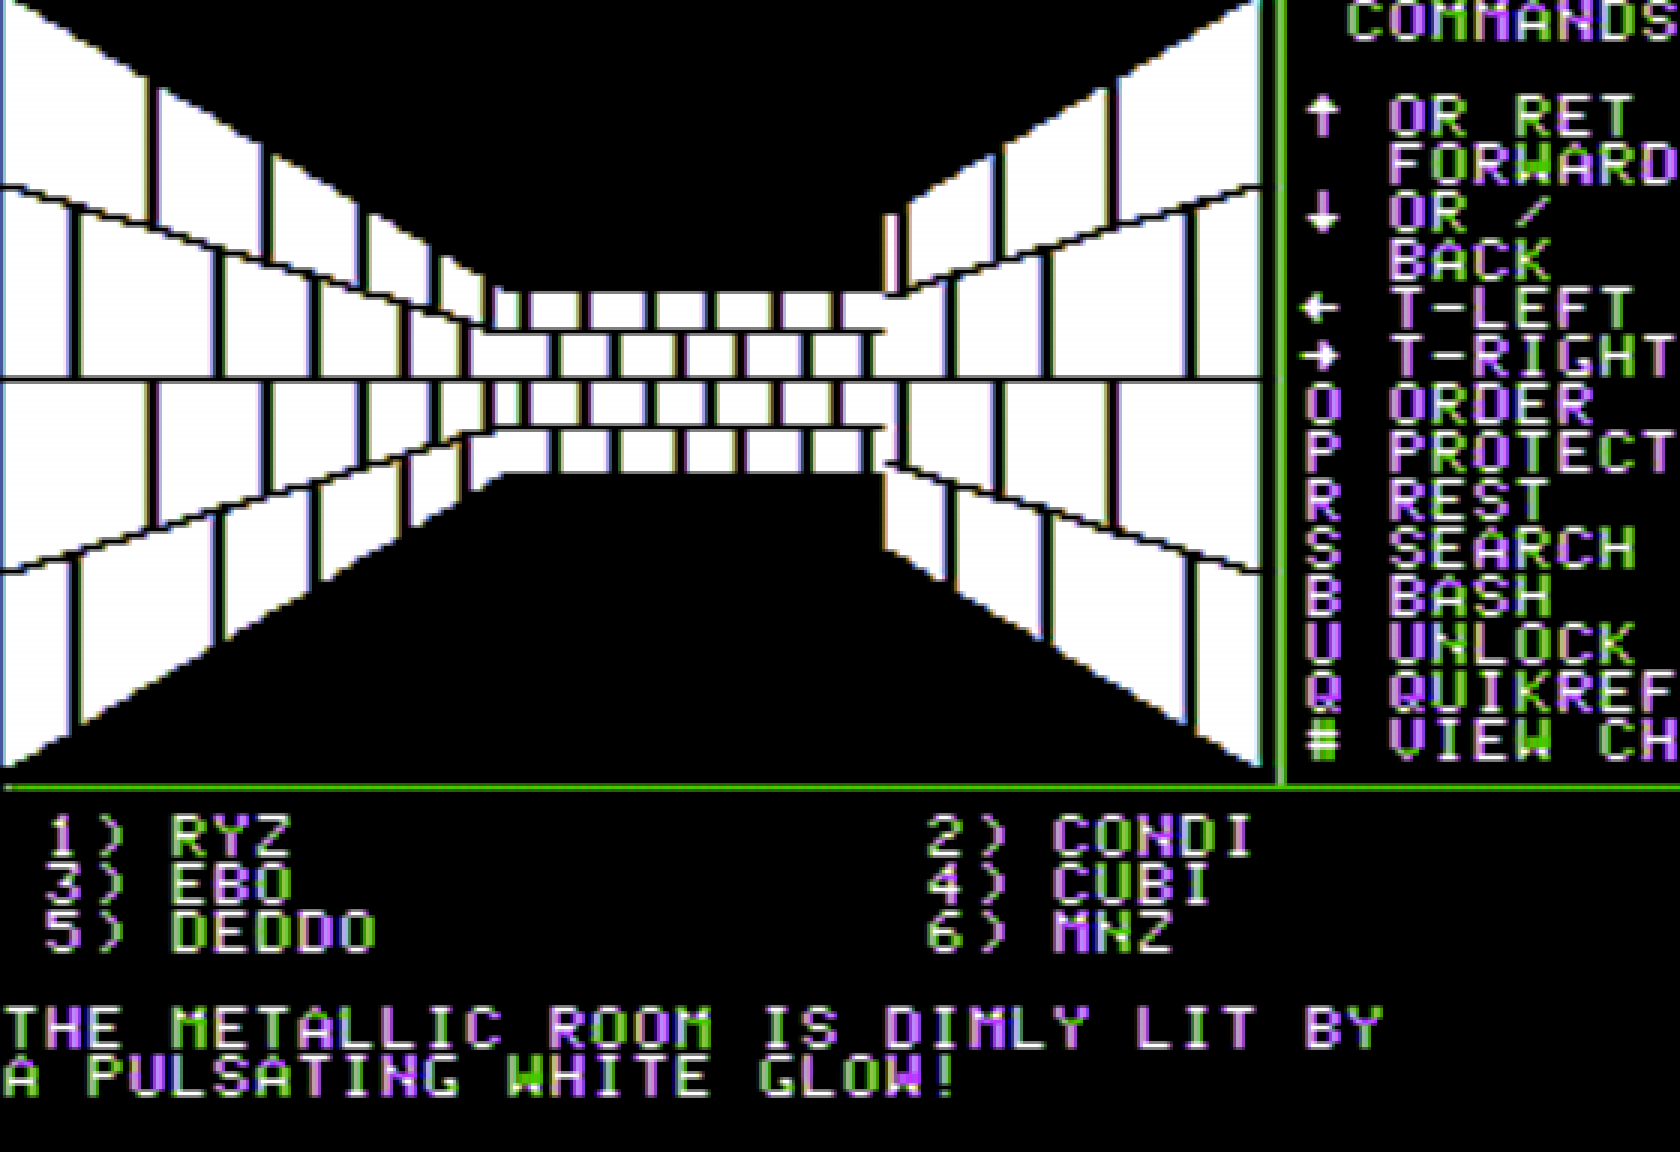 COMMANDS
↑ OR RET
FORWARD
↓ OR /
BACK
← T-LEFT
→ T-RIGHT
O ORDER
P PROTECT
R REST
S SEARCH
B BASH
U UNLOCK
Q QUIKREF
# VIEW CH
1) RYZ 2) CONDI
3) EBO 4) CUBI
5) DEDDO 6) MNZ
THE METALLIC ROOM IS DIMLY LIT BY
A PULSATING WHITE GLOW!